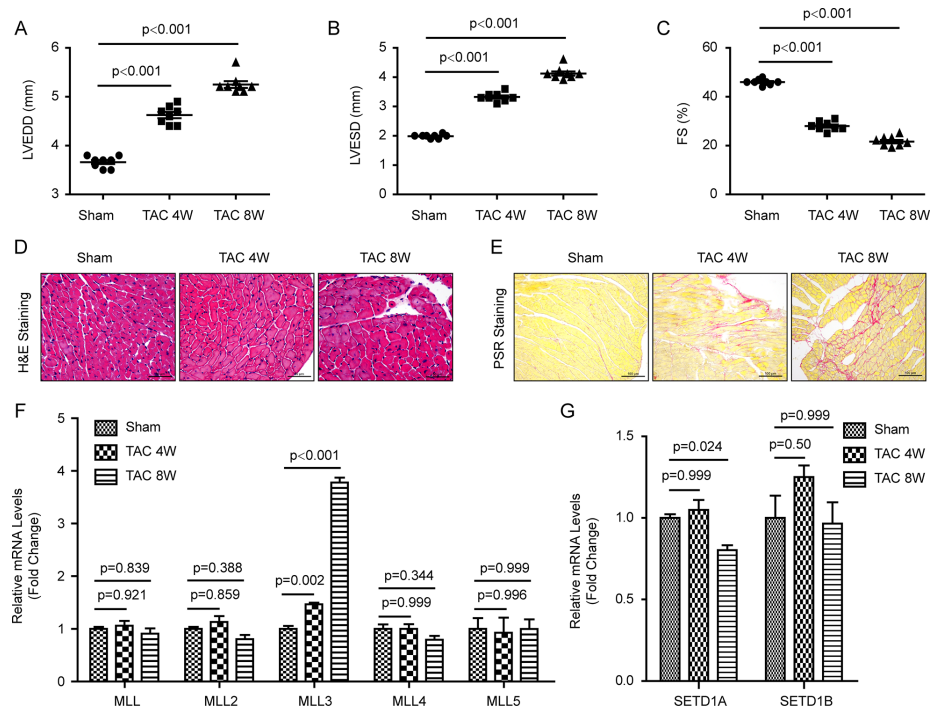 A
p<0.001
p<0.001
LVEDD (mm)
6
5
4
3
Sham
TAC 4W
TAC 8W
B
p<0.001
p<0.001
LVESD (mm)
5
4
3
2
1
0
Sham
TAC 4W
TAC 8W
C
p<0.001
p<0.001
FS (%)
60
40
20
0
Sham
TAC 4W
TAC 8W
D
Sham
TAC 4W
TAC 8W
H&E Staining
E
Sham
TAC 4W
TAC 8W
PSR Staining
100 μm
100 μm
100 μm
F
Relative mRNA Levels
(Fold Change)
5
4
3
2
1
0
Sham
TAC 4W
TAC 8W
p=0.839
p=0.921
p=0.388
p=0.859
p<0.001
p=0.002
p=0.344
p=0.999
p=0.999
p=0.996
MLL
MLL2
MLL3
MLL4
MLL5
G
Relative mRNA Levels
(Fold Change)
1.5
1.0
0.5
0.0
p=0.024
p=0.999
p=0.999
p=0.50
Sham
TAC 4W
TAC 8W
SETD1A
SETD1B